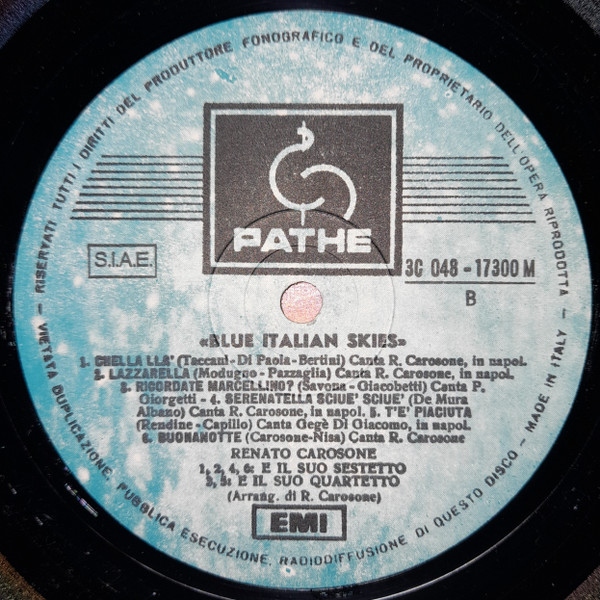 RISERVATI TUTTI I DIRITTI DEL PRODUTTORE FONOGRAFICO E DEL PROPRIETARIO DELL'OPERA RIPRODOTTA
PATHE
S.I.A.E.
3C 048 - 17300 M
B
«BLUE ITALIAN SKIES»
1. CHELLA LLA' (Taccani-Di Paola-Bertini) Canta R. Carosone, in napol.
2. LAZZARELLA (Modugno - Pazzaglia) Canta R. Carosone, in napol.
3. RICORDATE MARCELLINO? (Savona - Giacobetti) Canta P.
Giorgetti - 4. SERENATELLA SCIUE' SCIUE' (De Mura
Albano) Canta R. Carosone, in napol. 5. T'E' PIACIUTA
(Rendine - Capillo) Canta Gegè Di Giacomo, in napol.
6. BUONANOTTE (Carosone-Nisa) Canta R. Carosone
RENATO CAROSONE
1, 2, 4, 6: E IL SUO SESTETTO
3, 5: E IL SUO QUARTETTO
(Arrang. di R. Carosone)
EMI
VIETATA DUPLICAZIONE, PUBBLICA ESECUZIONE, RADIODIFFUSIONE DI QUESTO DISCO - MADE IN ITALY -